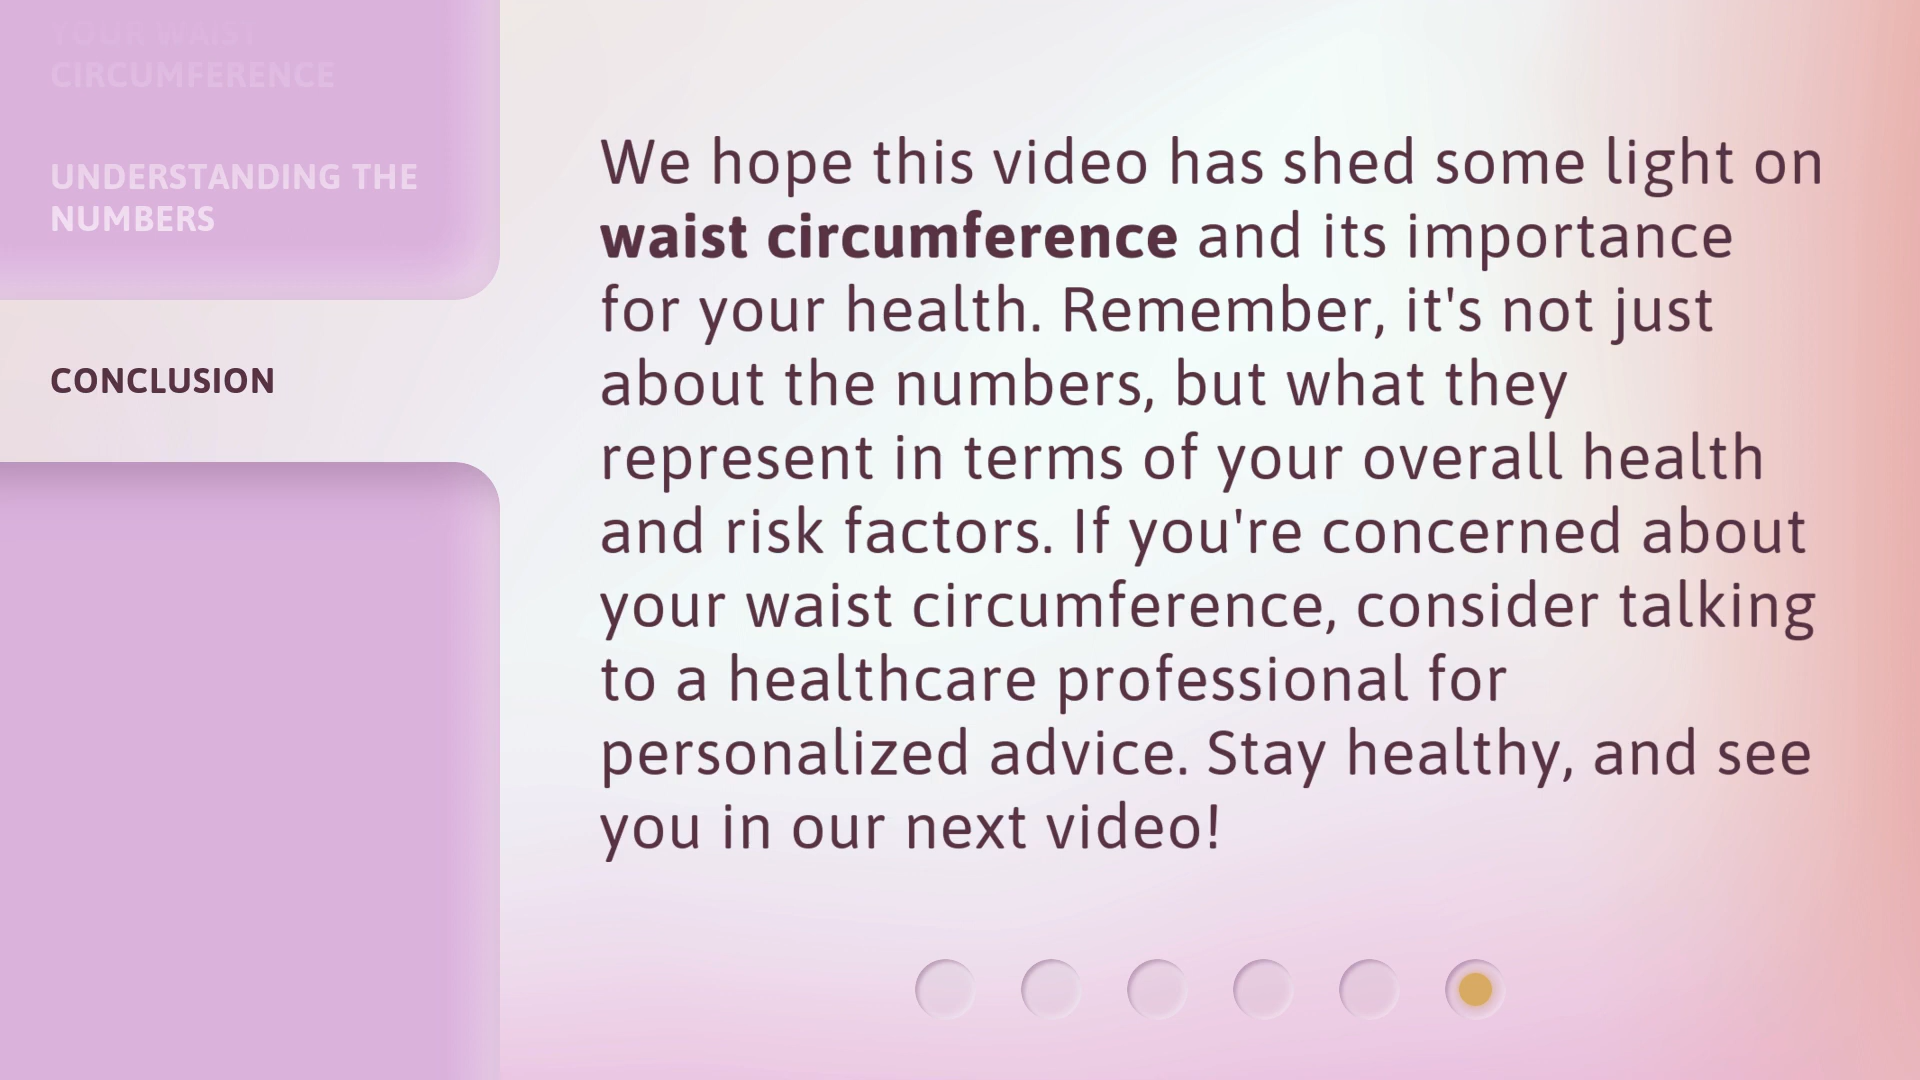 YOUR WAIST
CIRCUMFERENCE
UNDERSTANDING THE
NUMBERS
CONCLUSION
We hope this video has shed some light on
waist circumference and its importance
for your health. Remember, it's not just
about the numbers, but what they
represent in terms of your overall health
and risk factors. If you're concerned about
your waist circumference, consider talking
to a healthcare professional for
personalized advice. Stay healthy, and see
you in our next video!